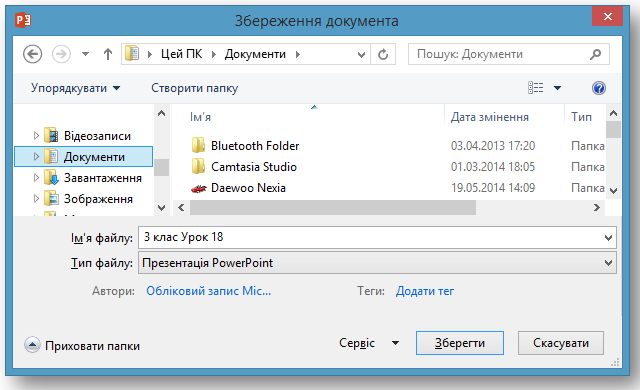 Збереження документа
Цей ПК Документи
Пошук: Документи
Упорядкувати Створити папку
Ім'я Дата змінення Тип
Відеозаписи
Документи
Завантаження
Зображення
Bluetooth Folder 03.04.2013 17:20 Папка
Camtasia Studio 01.03.2014 18:05 Папка
Daewoo Nexia 19.05.2014 14:09 Папка
Ім'я файлу: 3 клас Урок 18
Тип файлу: Презентація PowerPoint
Автори: Обліковий запис Mic... Теги: Додати тег
Приховати папки Сервіс Зберегти Скасувати